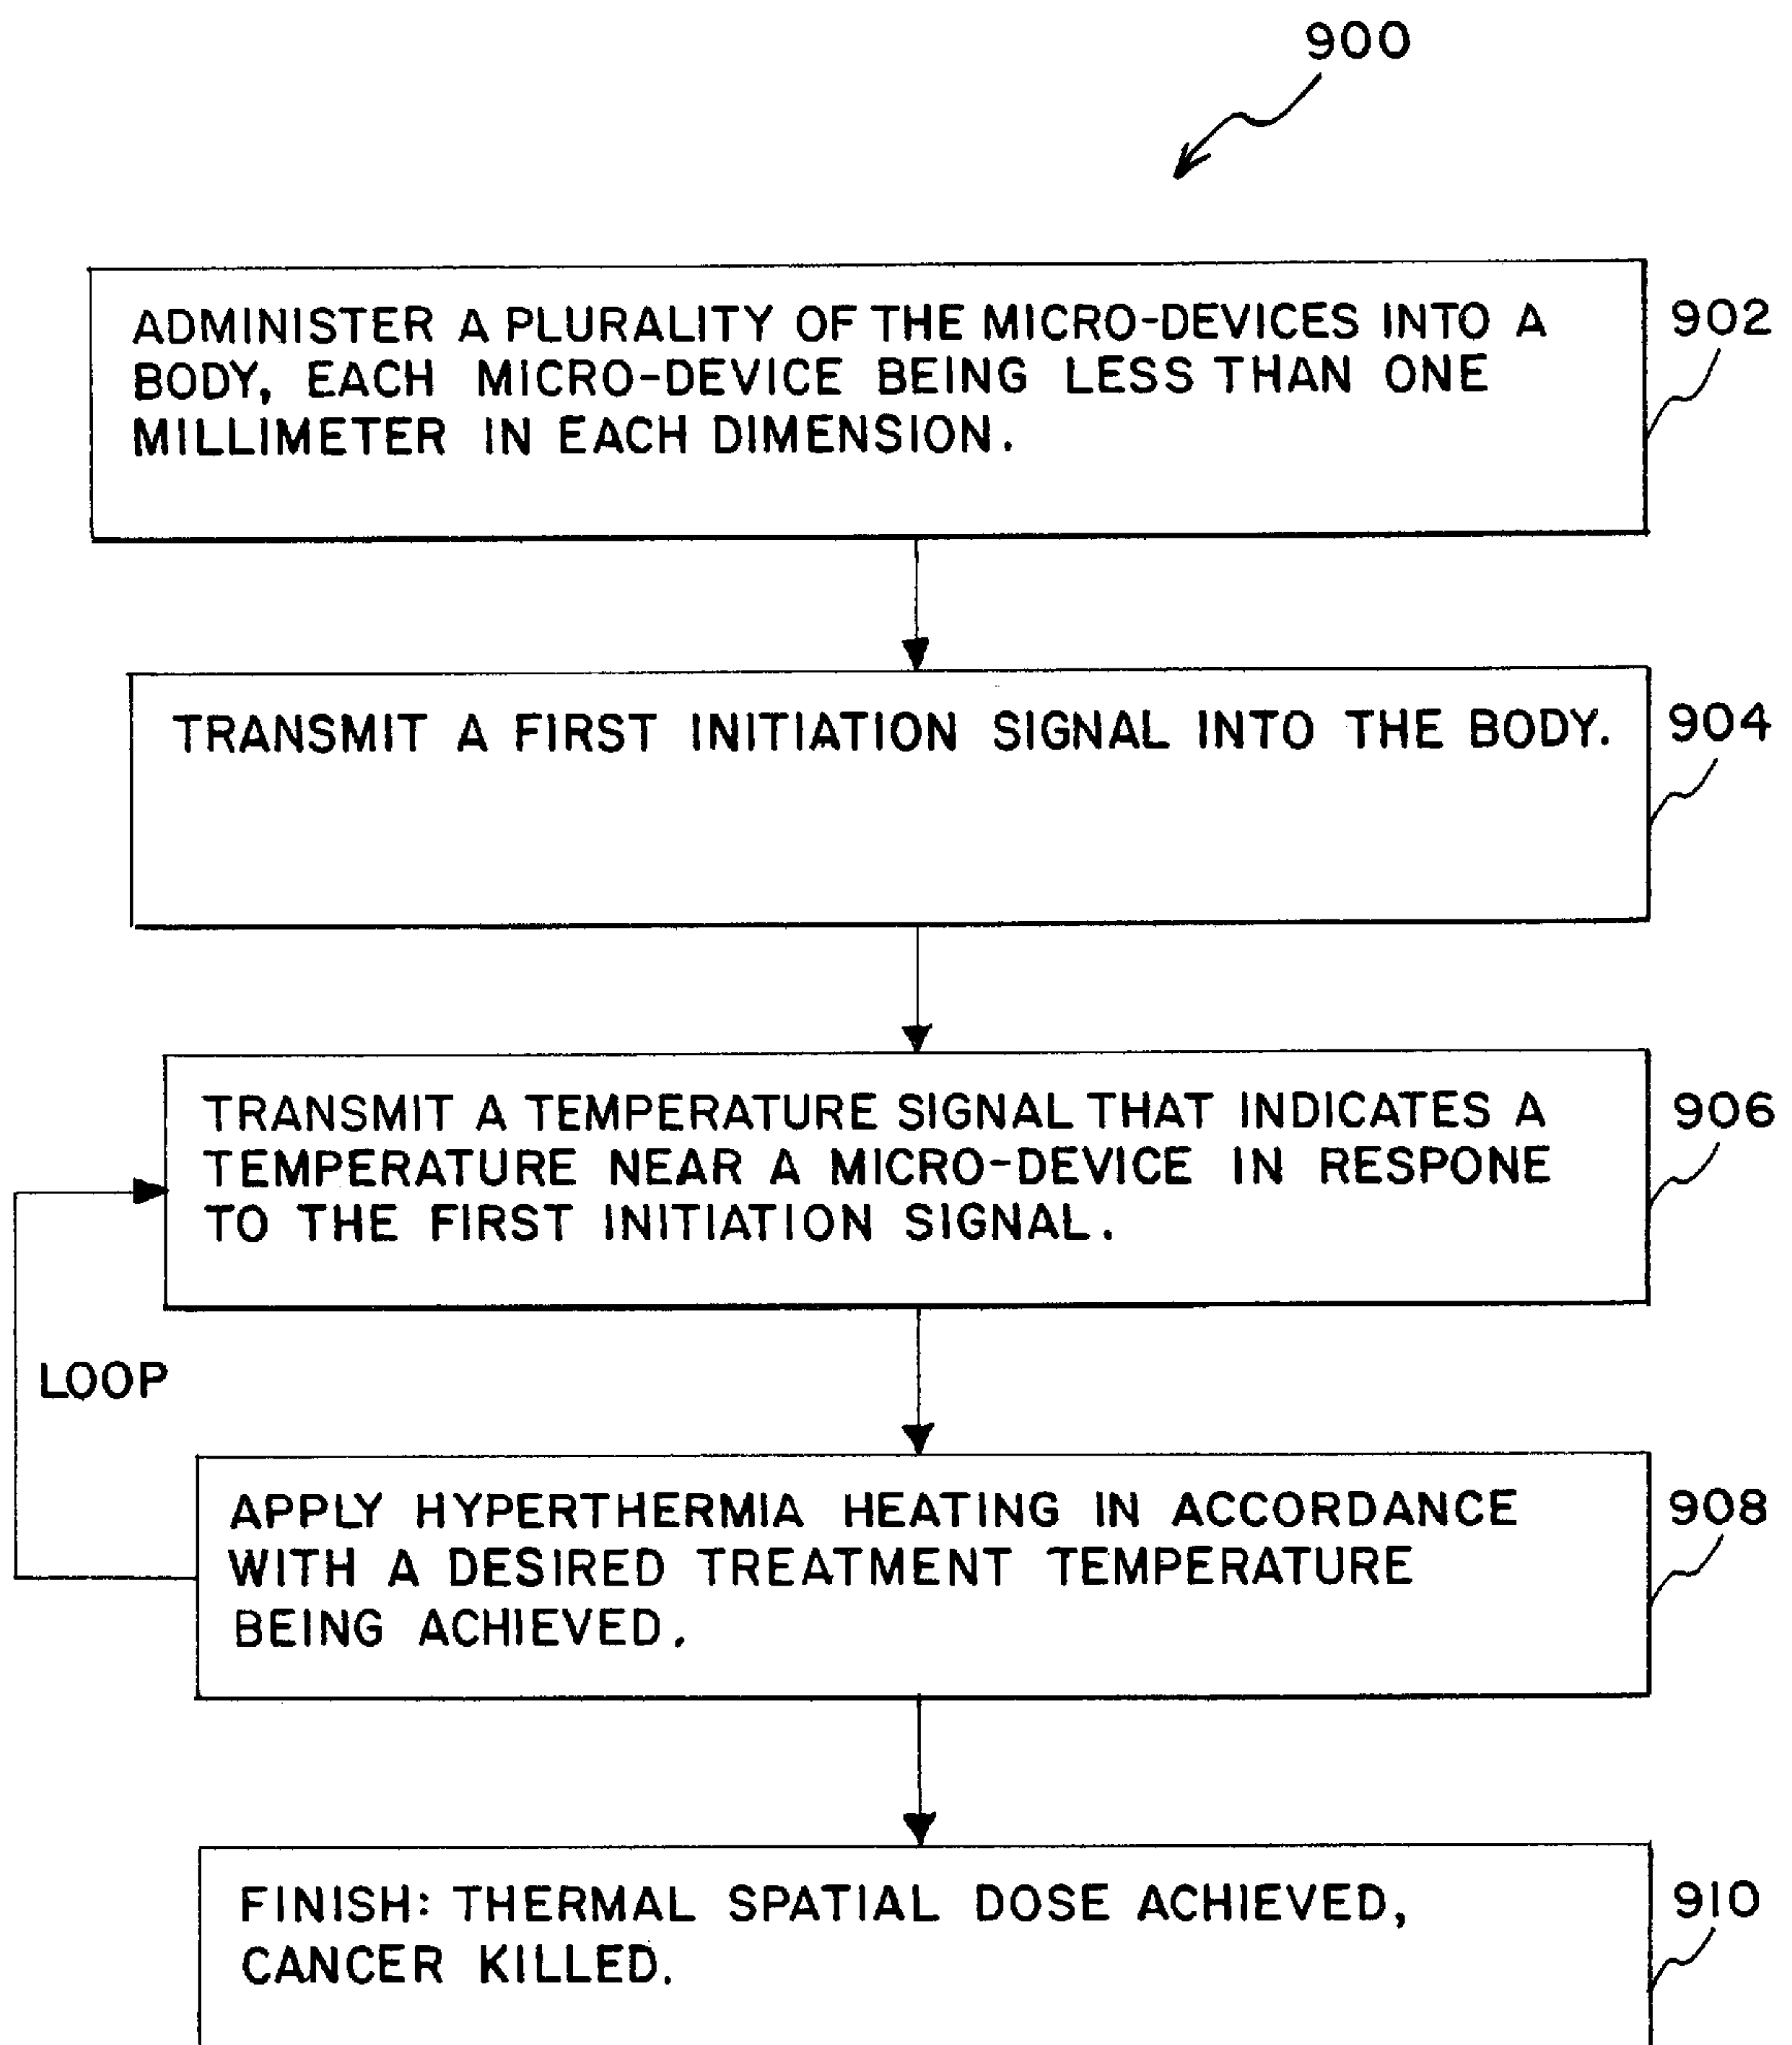 900
ADMINISTER A PLURALITY OF THE MICRO-DEVICES INTO A
BODY, EACH MICRO-DEVICE BEING LESS THAN ONE
MILLIMETER IN EACH DIMENSION.
902
TRANSMIT A FIRST INITIATION SIGNAL INTO THE BODY.
904
TRANSMIT A TEMPERATURE SIGNAL THAT INDICATES A
TEMPERATURE NEAR A MICRO-DEVICE IN RESPONE
TO THE FIRST INITIATION SIGNAL.
906
LOOP
APPLY HYPERTHERMIA HEATING IN ACCORDANCE
WITH A DESIRED TREATMENT TEMPERATURE
BEING ACHIEVED.
908
FINISH: THERMAL SPATIAL DOSE ACHIEVED,
CANCER KILLED.
910